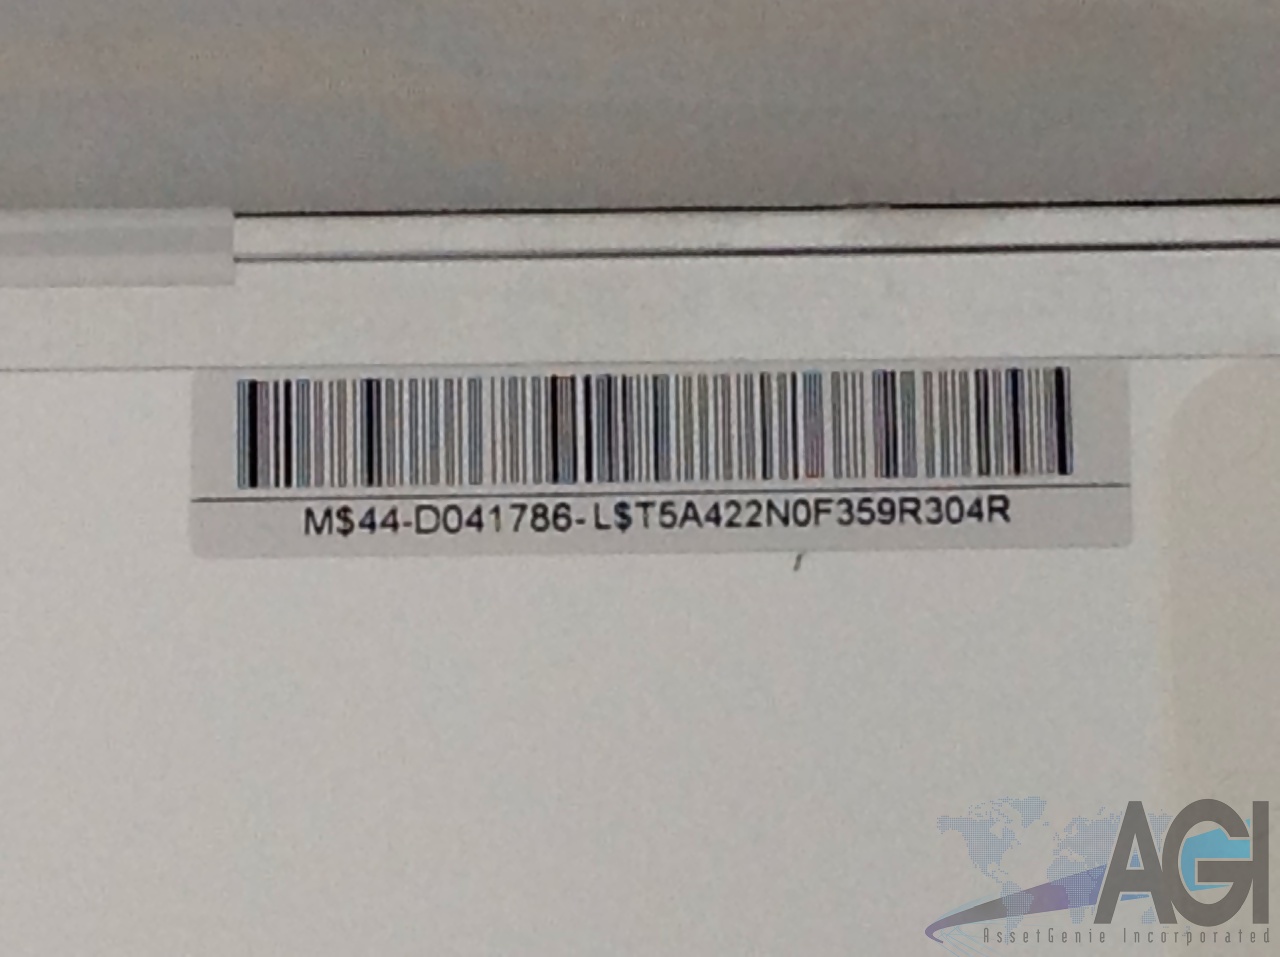 M$44-D041786-L$T5A422N0F359R304R
AGI
AssetGenie Incorporated